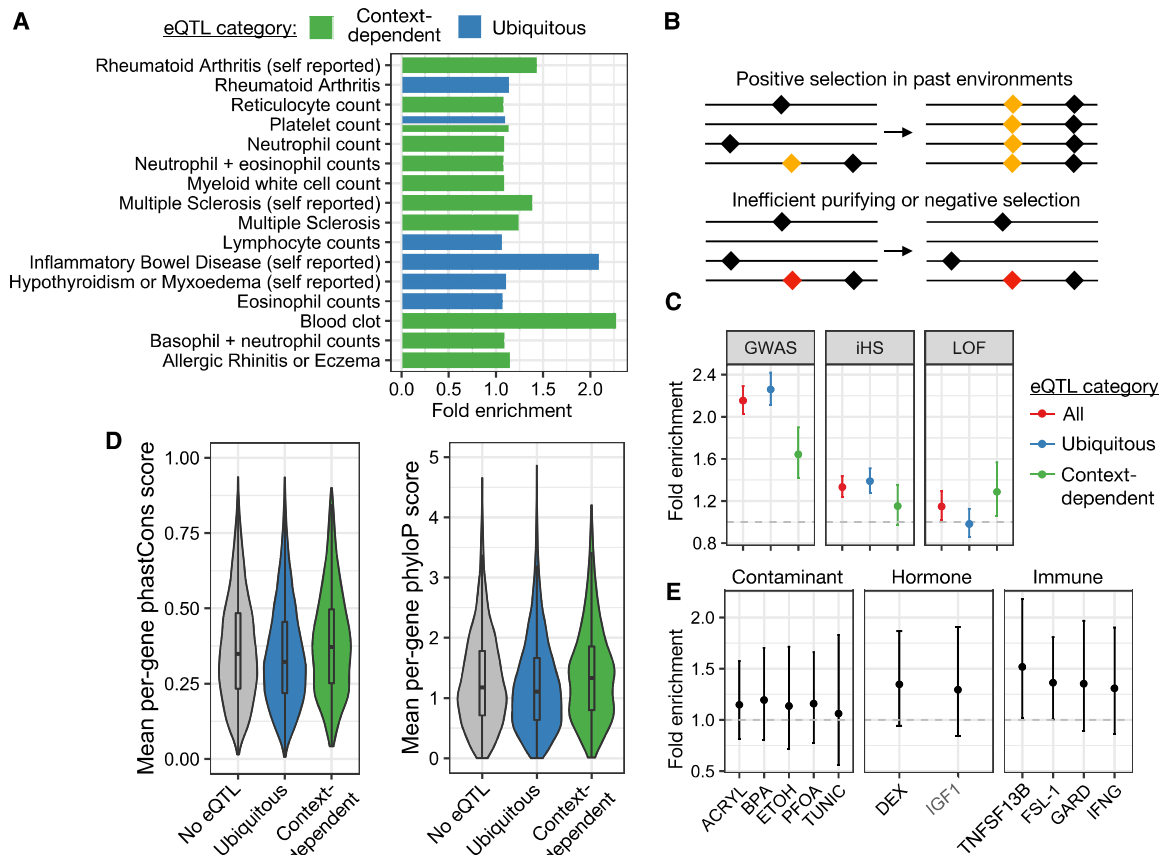 A
eQTL category:
Context-
dependent
Ubiquitous
Rheumatoid Arthritis (self reported)
Rheumatoid Arthritis
Reticulocyte count
Platelet count
Neutrophil count
Neutrophil + eosinophil counts
Myeloid white cell count
Multiple Sclerosis (self reported)
Multiple Sclerosis
Lymphocyte counts
Inflammatory Bowel Disease (self reported)
Hypothyroidism or Myxoedema (self reported)
Eosinophil counts
Blood clot
Basophil + neutrophil counts
Allergic Rhinitis or Eczema
0.0 0.5 1.0 1.5 2.0
Fold enrichment
B
Positive selection in past environments
Inefficient purifying or negative selection
C
GWAS iHS LOF
2.4
2.0
1.6
1.2
0.8
Fold enrichment
eQTL category
All
Ubiquitous
Context-
dependent
D
Mean per-gene phastCons score
1.00
0.75
0.50
0.25
0.00
No eQTL
Ubiquitous
Context-
dependent
Mean per-gene phyloP score
5
4
3
2
1
0
No eQTL
Ubiquitous
Context-
dependent
E
Contaminant Hormone Immune
Fold enrichment
2.0
1.5
1.0
0.5
ACRYL
BPA
ETOH
PFOA
TUNIC
DEX
IGF1
TNFSF13B
FSL-1
GARD
IFNG